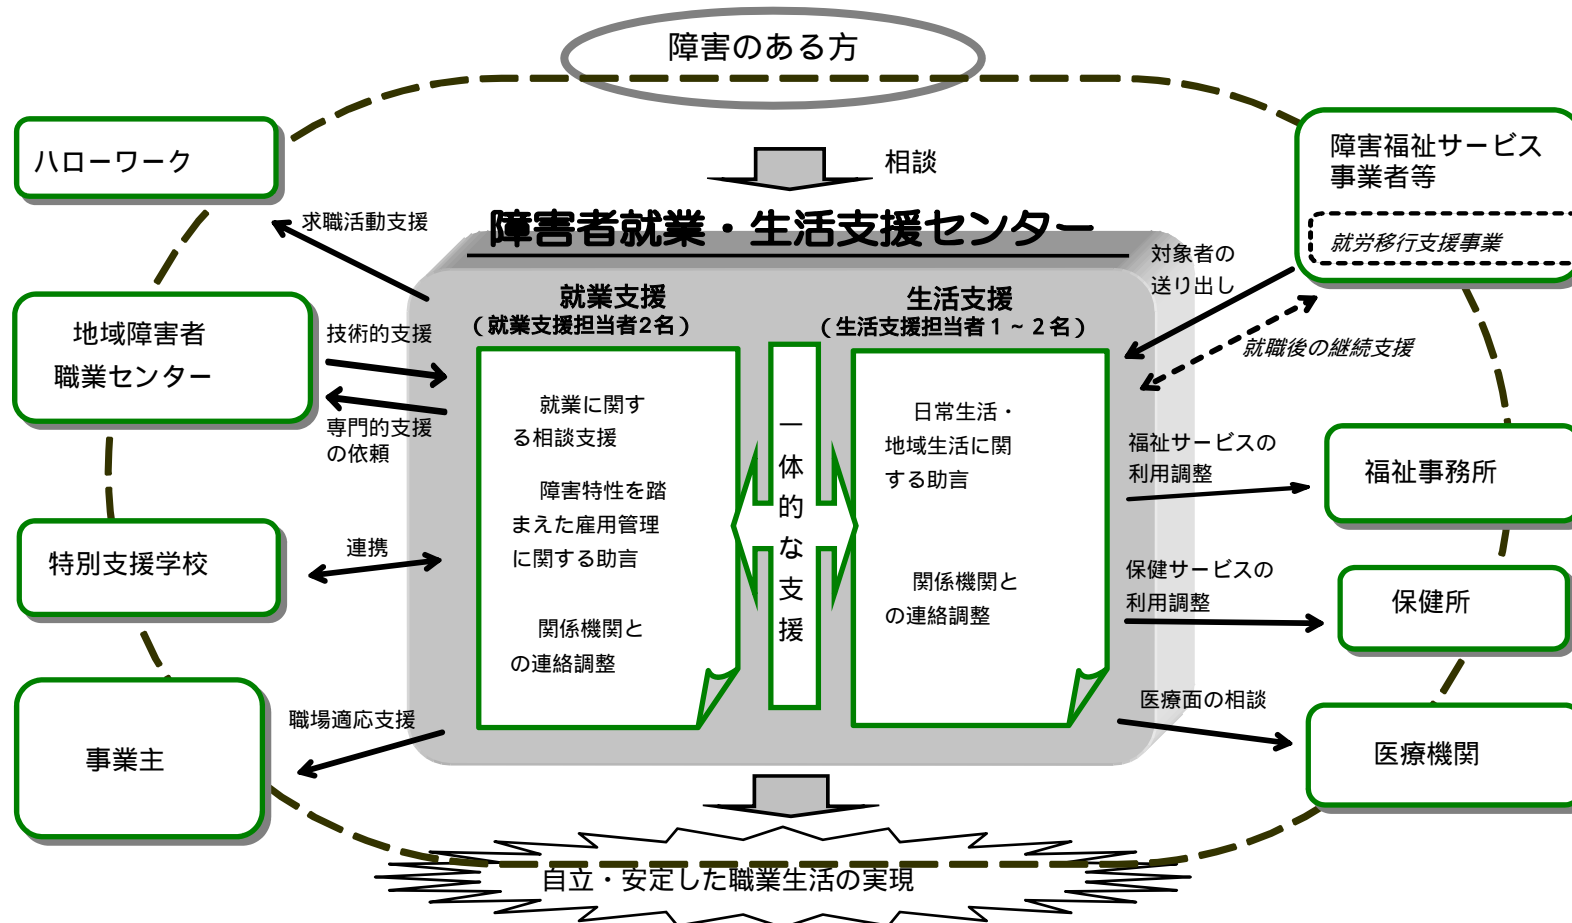 障害のある方
相談
ハローワーク
求職活動支援
地域障害者
職業センター
技術的支援
専門的支援
の依頼
特別支援学校
連携
事業主
職場適応支援
障害者就業・生活支援センター
就業支援
（就業支援担当者2名）
就業に関す
る相談支援
障害特性を踏
まえた雇用管理
に関する助言
関係機関と
の連絡調整
一体的な支援
生活支援
（生活支援担当者１～２名）
日常生活・
地域生活に関
する助言
関係機関と
の連絡調整
対象者の
送り出し
就職後の継続支援
障害福祉サービス
事業者等
就労移行支援事業
福祉サービスの
利用調整
福祉事務所
保健サービスの
利用調整
保健所
医療面の相談
医療機関
自立・安定した職業生活の実現